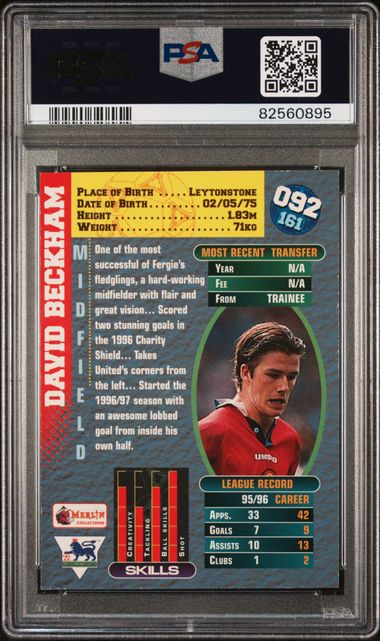 PSA
PSA
82560895
PLACE OF BIRTH ..... LEYTONSTONE
DATE OF BIRTH ........ 02/05/75
HEIGHT ................ 1.83M
WEIGHT ................ 71KG
092
161
DAVID BECKHAM
MIDFIELD
One of the most
successful of Fergie's
fledglings, a hard-working
midfielder with flair and
great vision... Scored
two stunning goals in
the 1996 Charity
Shield... Takes
United's corners from
the left... Started the
1996/97 season with
an awesome lobbed
goal from inside his
own half.
MOST RECENT TRANSFER
YEAR N/A
FEE N/A
FROM TRAINEE
UMBRO
LEAGUE RECORD
95/96 CAREER
APPS. 33 42
GOALS 7 9
ASSISTS 10 13
CLUBS 1 2
MERLIN
COLLECTIONS
CREATIVITY
TACKLING
BALL SKILLS
SHOT
SKILLS